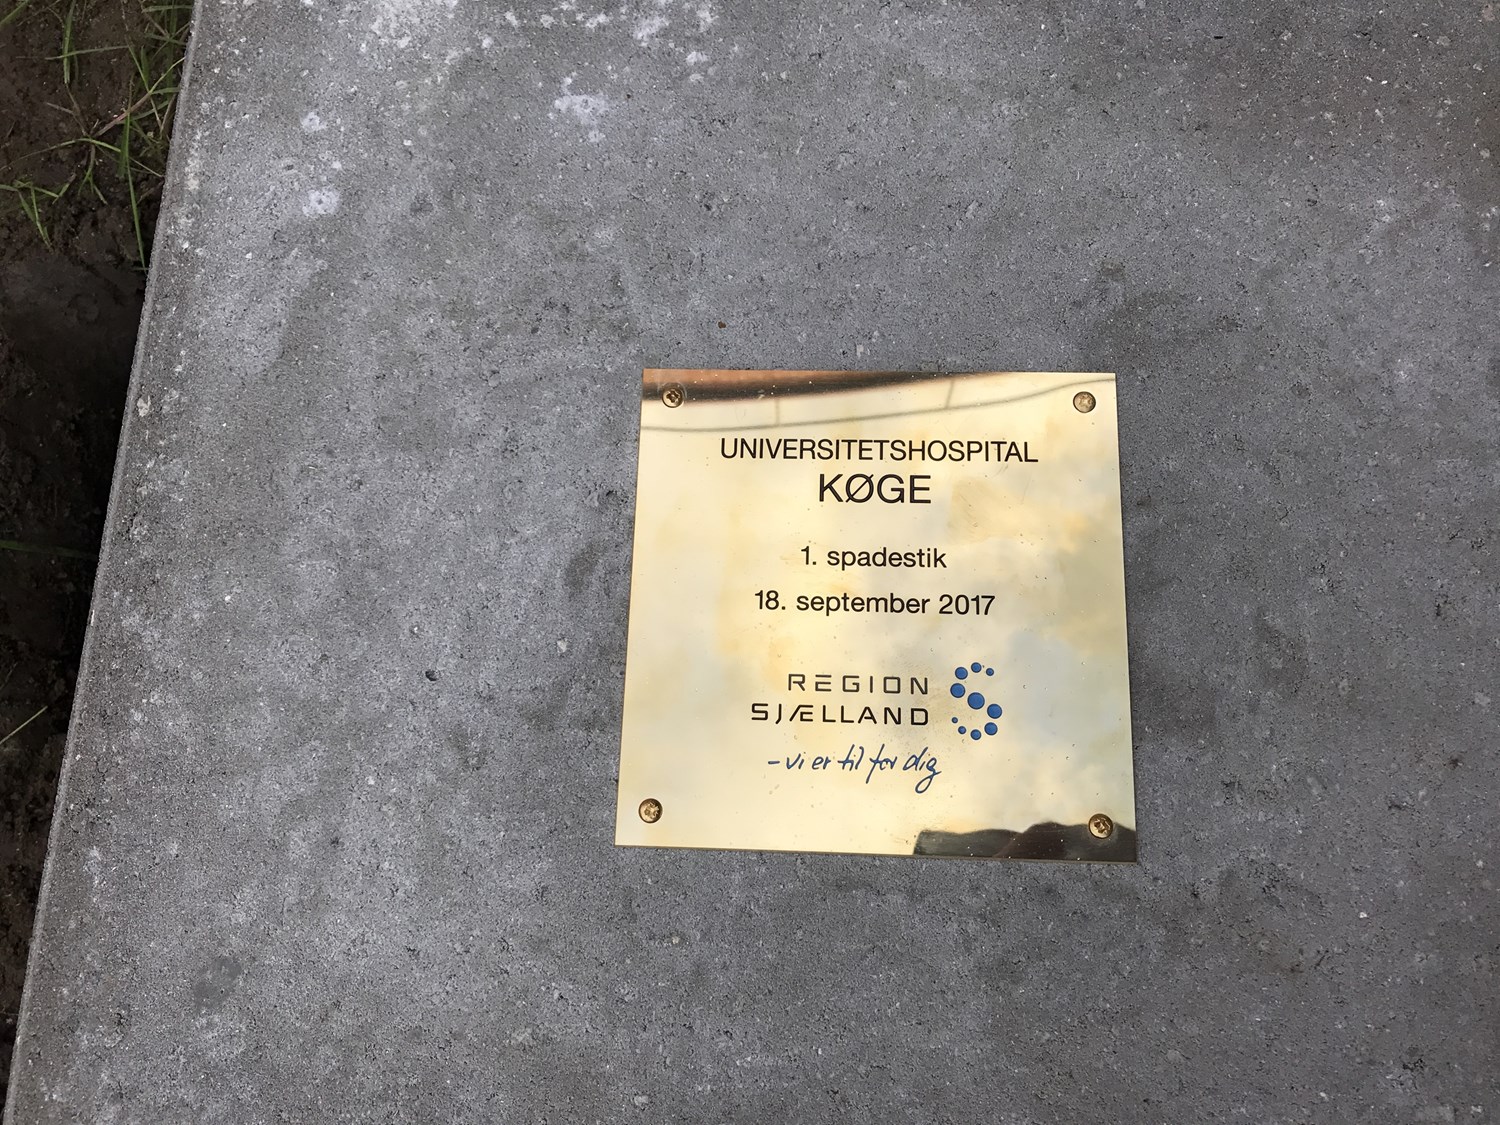 UNIVERSITETSHOSPITAL
KØGE
1. spadestik
18. september 2017
REGION
SJÆLLAND
- vi er til for dig